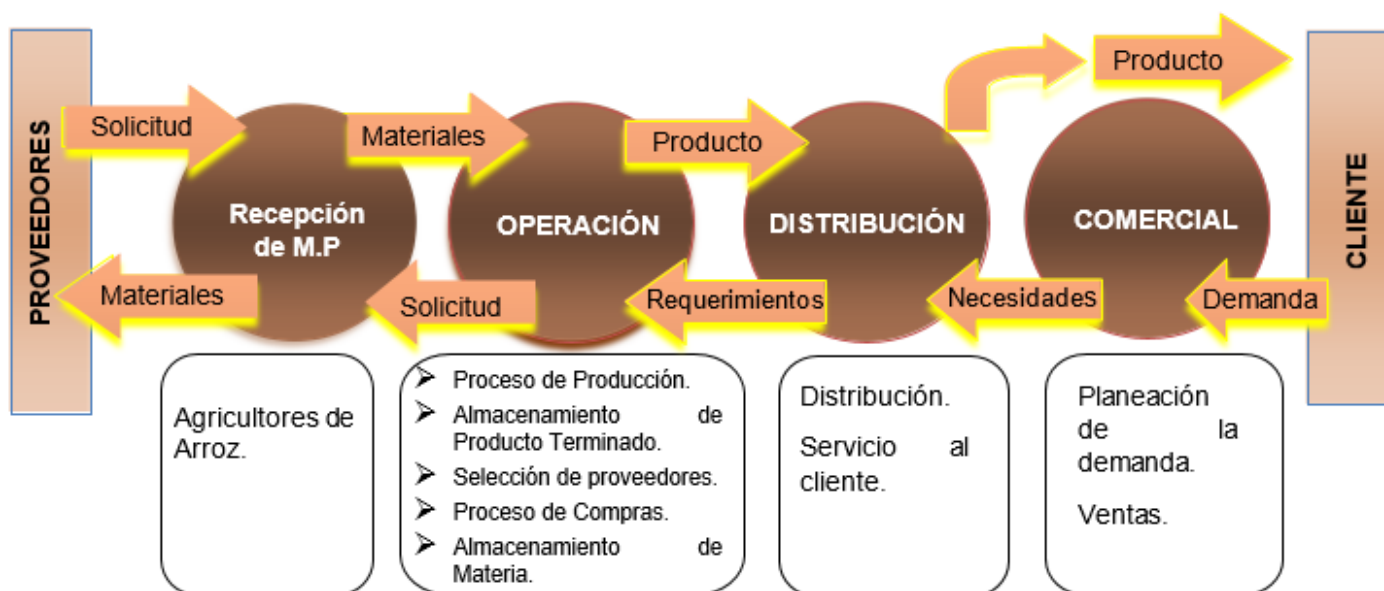 PROVEEDORES
Solicitud
Materiales
Producto
Producto
CLIENTE
Recepción
de M.P
OPERACIÓN
DISTRIBUCIÓN
COMERCIAL
Materiales
Solicitud
Requerimientos
Necesidades
Demanda
Agricultores de
Arroz.
➤ Proceso de Producción.
➤ Almacenamiento de
Producto Terminado.
➤ Selección de proveedores.
➤ Proceso de Compras.
➤ Almacenamiento de
Materia.
Distribución.
Servicio al
cliente.
Planeación
de la
demanda.
Ventas.